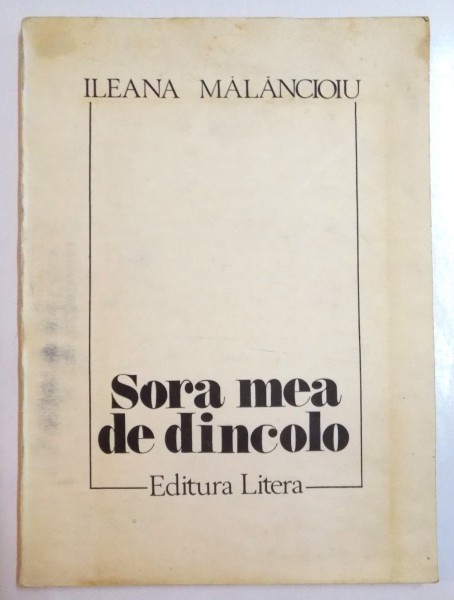 ILEANA MĂLĂNCIOIU
Sora mea
de dincolo
Editura Litera